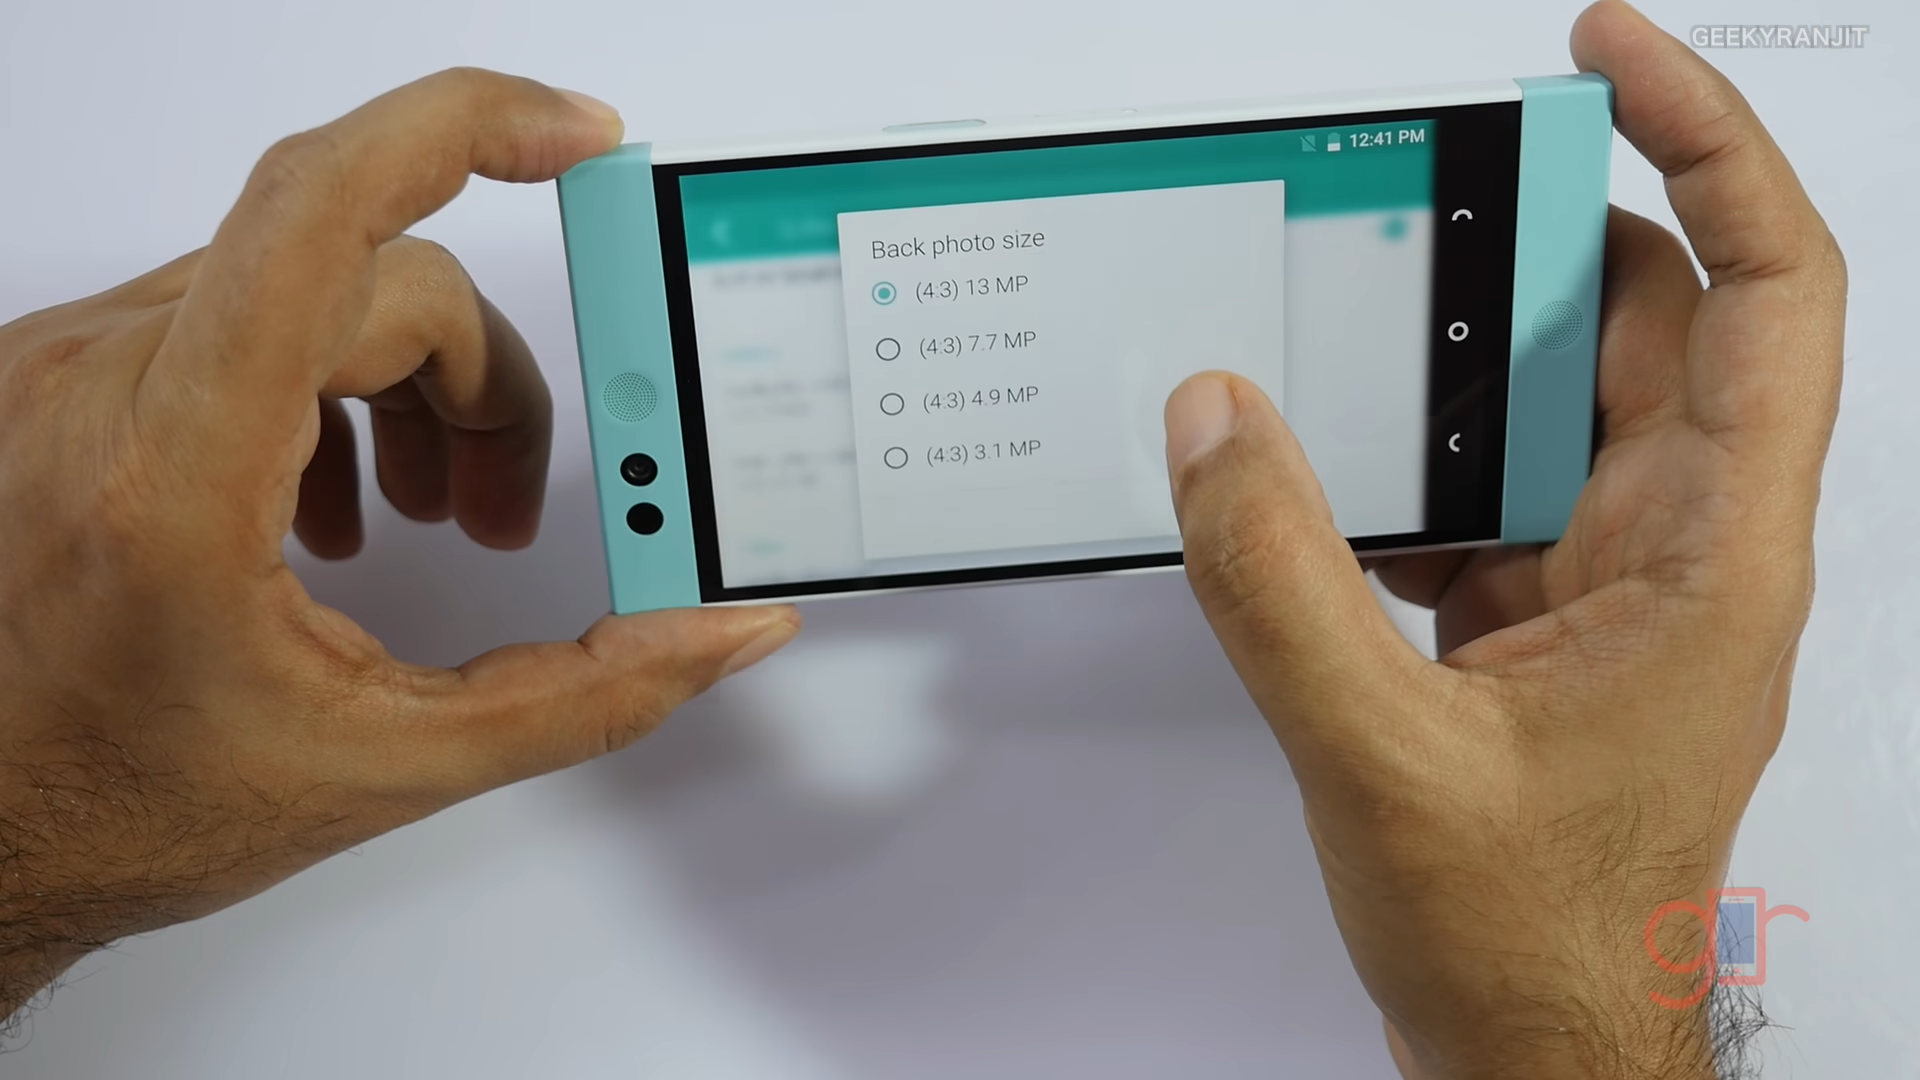 GEEKYRANJIT
12:41 PM
Back photo size
(4:3) 13 MP
(4:3) 7.7 MP
(4:3) 4.9 MP
(4:3) 3.1 MP
gr